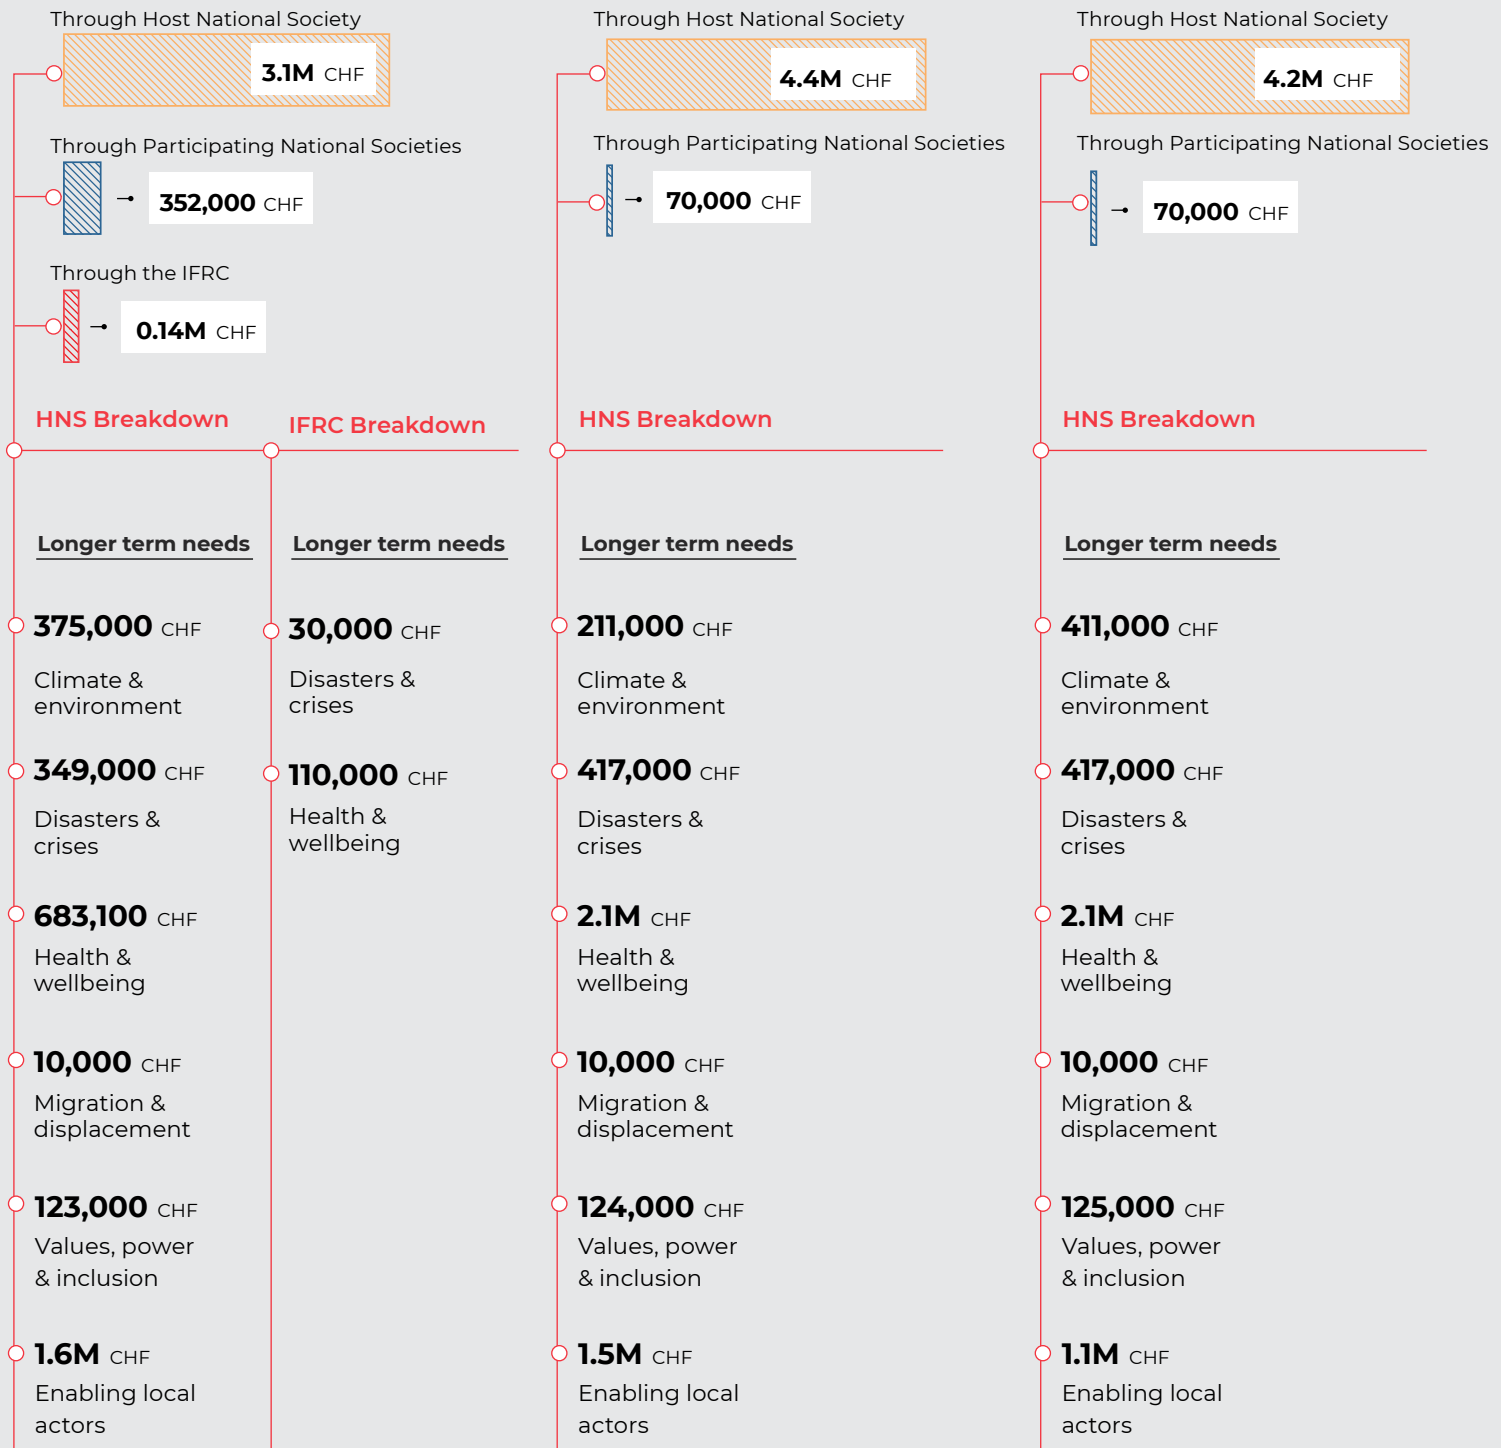 Through Host National Society
3.1M CHF
Through Participating National Societies
352,000 CHF
Through the IFRC
0.14M CHF
HNS Breakdown
Longer term needs
375,000 CHF
Climate &
environment
349,000 CHF
Disasters &
crises
683,100 CHF
Health &
wellbeing
10,000 CHF
Migration &
displacement
123,000 CHF
Values, power
& inclusion
1.6M CHF
Enabling local
actors
IFRC Breakdown
Longer term needs
30,000 CHF
Disasters &
crises
110,000 CHF
Health &
wellbeing
Through Host National Society
4.4M CHF
Through Participating National Societies
70,000 CHF
HNS Breakdown
Longer term needs
211,000 CHF
Climate &
environment
417,000 CHF
Disasters &
crises
2.1M CHF
Health &
wellbeing
10,000 CHF
Migration &
displacement
124,000 CHF
Values, power
& inclusion
1.5M CHF
Enabling local
actors
Through Host National Society
4.2M CHF
Through Participating National Societies
70,000 CHF
HNS Breakdown
Longer term needs
411,000 CHF
Climate &
environment
417,000 CHF
Disasters &
crises
2.1M CHF
Health &
wellbeing
10,000 CHF
Migration &
displacement
125,000 CHF
Values, power
& inclusion
1.1M CHF
Enabling local
actors